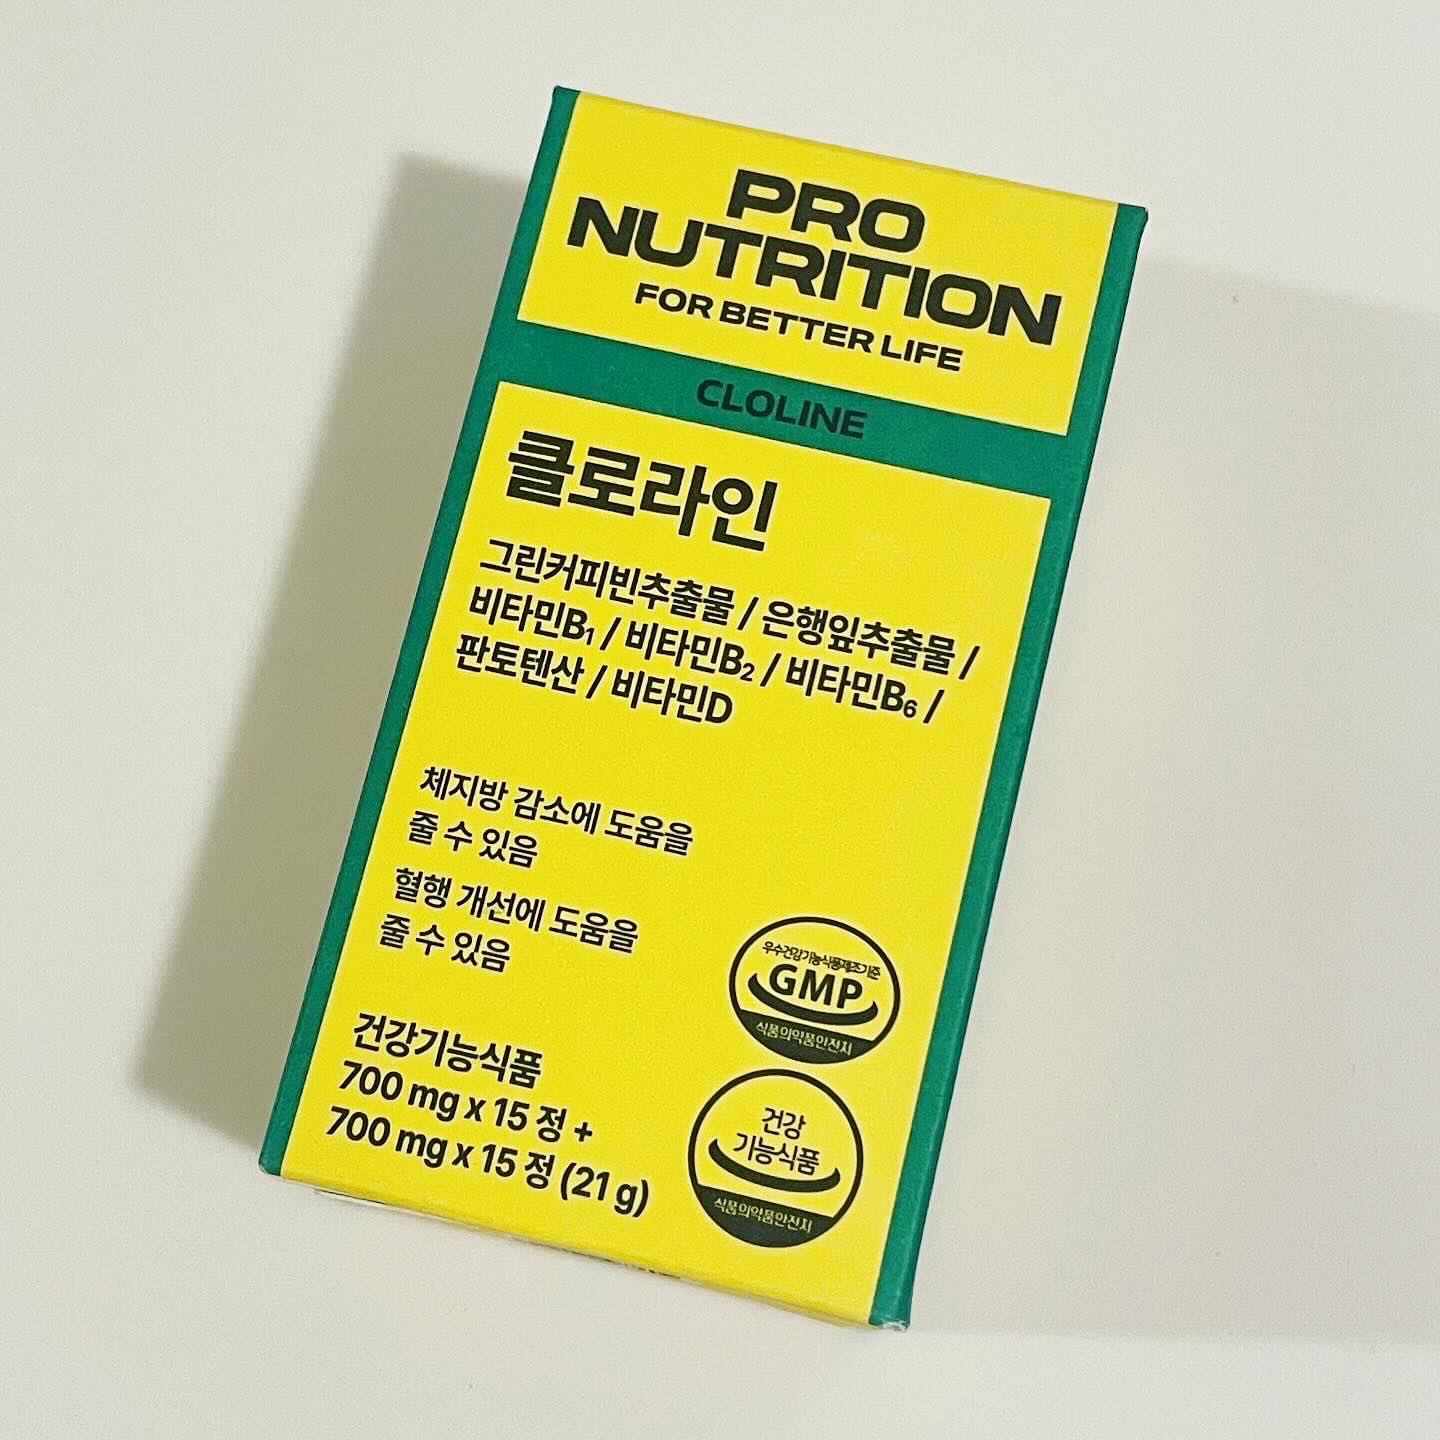 PRO
NUTRITION
FOR BETTER LIFE
CLOLINE
클로라인
그린커피빈추출물 / 은행잎추출물 /
비타민B₁ / 비타민B₂ / 비타민B₆ /
판토텐산 / 비타민D
체지방 감소에 도움을
줄 수 있음
혈행 개선에 도움을
줄 수 있음
건강기능식품
700 mg x 15 정 +
700 mg x 15 정 (21 g)
우수건강기능식품제조기준
GMP
식품의약품안전처
건강
기능식품
식품의약품안전처